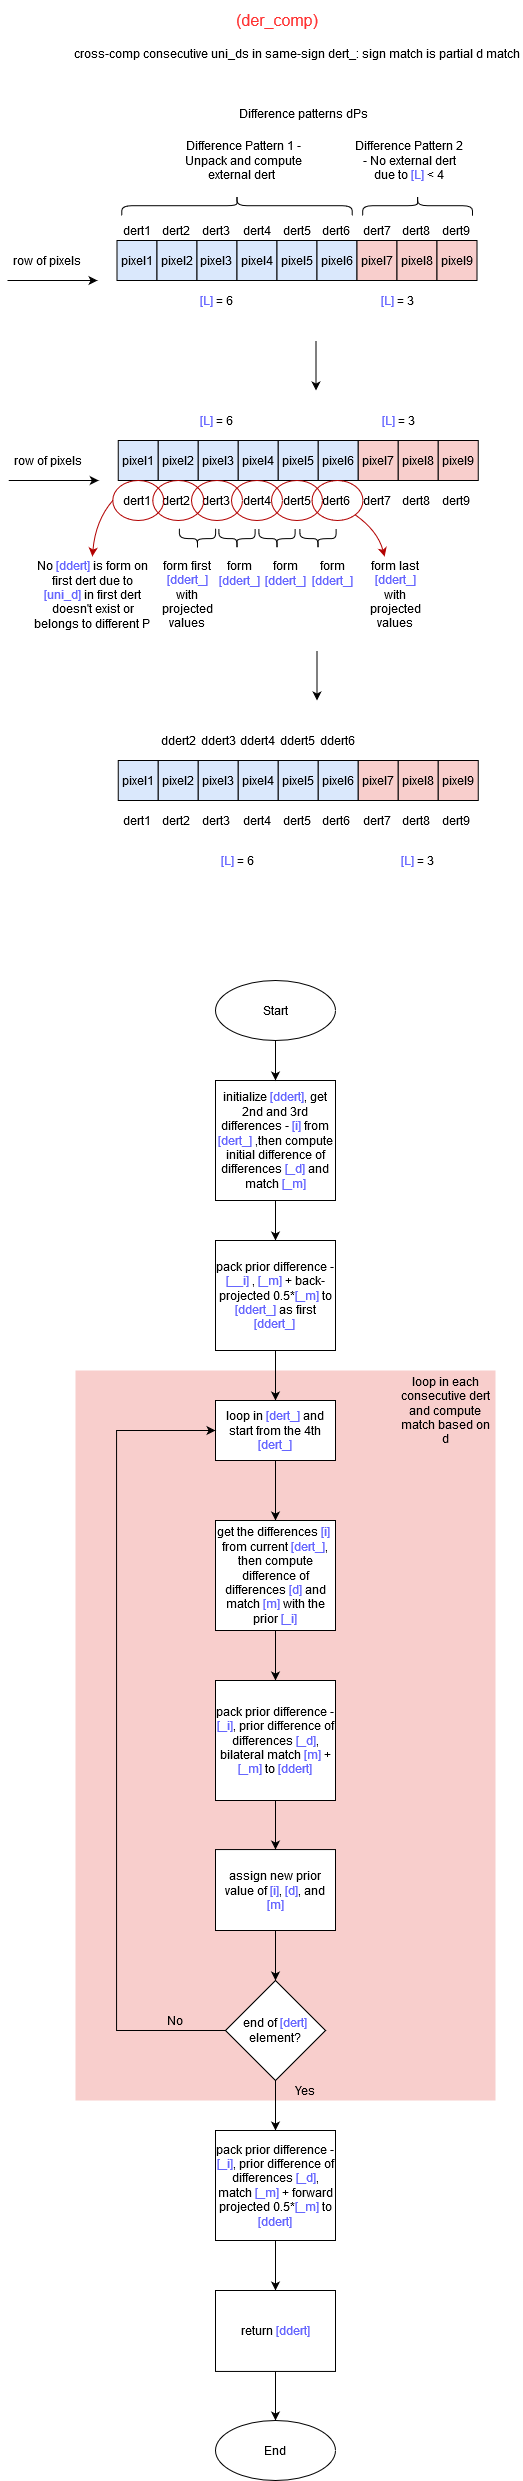 (der_comp)
cross-comp consecutive uni_ds in same-sign dert_: sign match is partial d match
Difference patterns dPs
Difference Pattern 1 -
Unpack and compute
external dert
Difference Pattern 2
- No external dert
due to [L] < 4
dert1 dert2 dert3 dert4 dert5 dert6 dert7 dert8 dert9
row of pixels
pixel1 pixel2 pixel3 pixel4 pixel5 pixel6 pixel7 pixel8 pixel9
[L] = 6 [L] = 3
[L] = 6 [L] = 3
row of pixels
pixel1 pixel2 pixel3 pixel4 pixel5 pixel6 pixel7 pixel8 pixel9
dert1 dert2 dert3 dert4 dert5 dert6 dert7 dert8 dert9
No [ddert] is form on
first dert due to
[uni_d] in first dert
doesn't exist or
belongs to different P
form first
[ddert_]
with
projected
values
form
[ddert_]
form
[ddert_]
form
[ddert_]
form last
[ddert_]
with
projected
values
ddert2 ddert3 ddert4 ddert5 ddert6
pixel1 pixel2 pixel3 pixel4 pixel5 pixel6 pixel7 pixel8 pixel9
dert1 dert2 dert3 dert4 dert5 dert6 dert7 dert8 dert9
[L] = 6 [L] = 3
Start
initialize [ddert], get
2nd and 3rd
differences - [i] from
[dert_] ,then compute
initial difference of
differences [_d] and
match [_m]
pack prior difference -
[__i] , [_m] + back-
projected 0.5*[_m] to
[ddert_] as first
[ddert_]
loop in each
consecutive dert
and compute
match based on
d
loop in [dert_] and
start from the 4th
[dert_]
get the differences [i]
from current [dert_],
then compute
difference of
differences [d] and
match [m] with the
prior [_i]
pack prior difference -
[_i], prior difference of
differences [_d],
bilateral match [m] +
[_m] to [ddert]
assign new prior
value of [i], [d], and
[m]
end of [dert]
element?
No
Yes
pack prior difference -
[_i], prior difference of
differences [_d],
match [_m] + forward
projected 0.5*[_m] to
[ddert]
return [ddert]
End